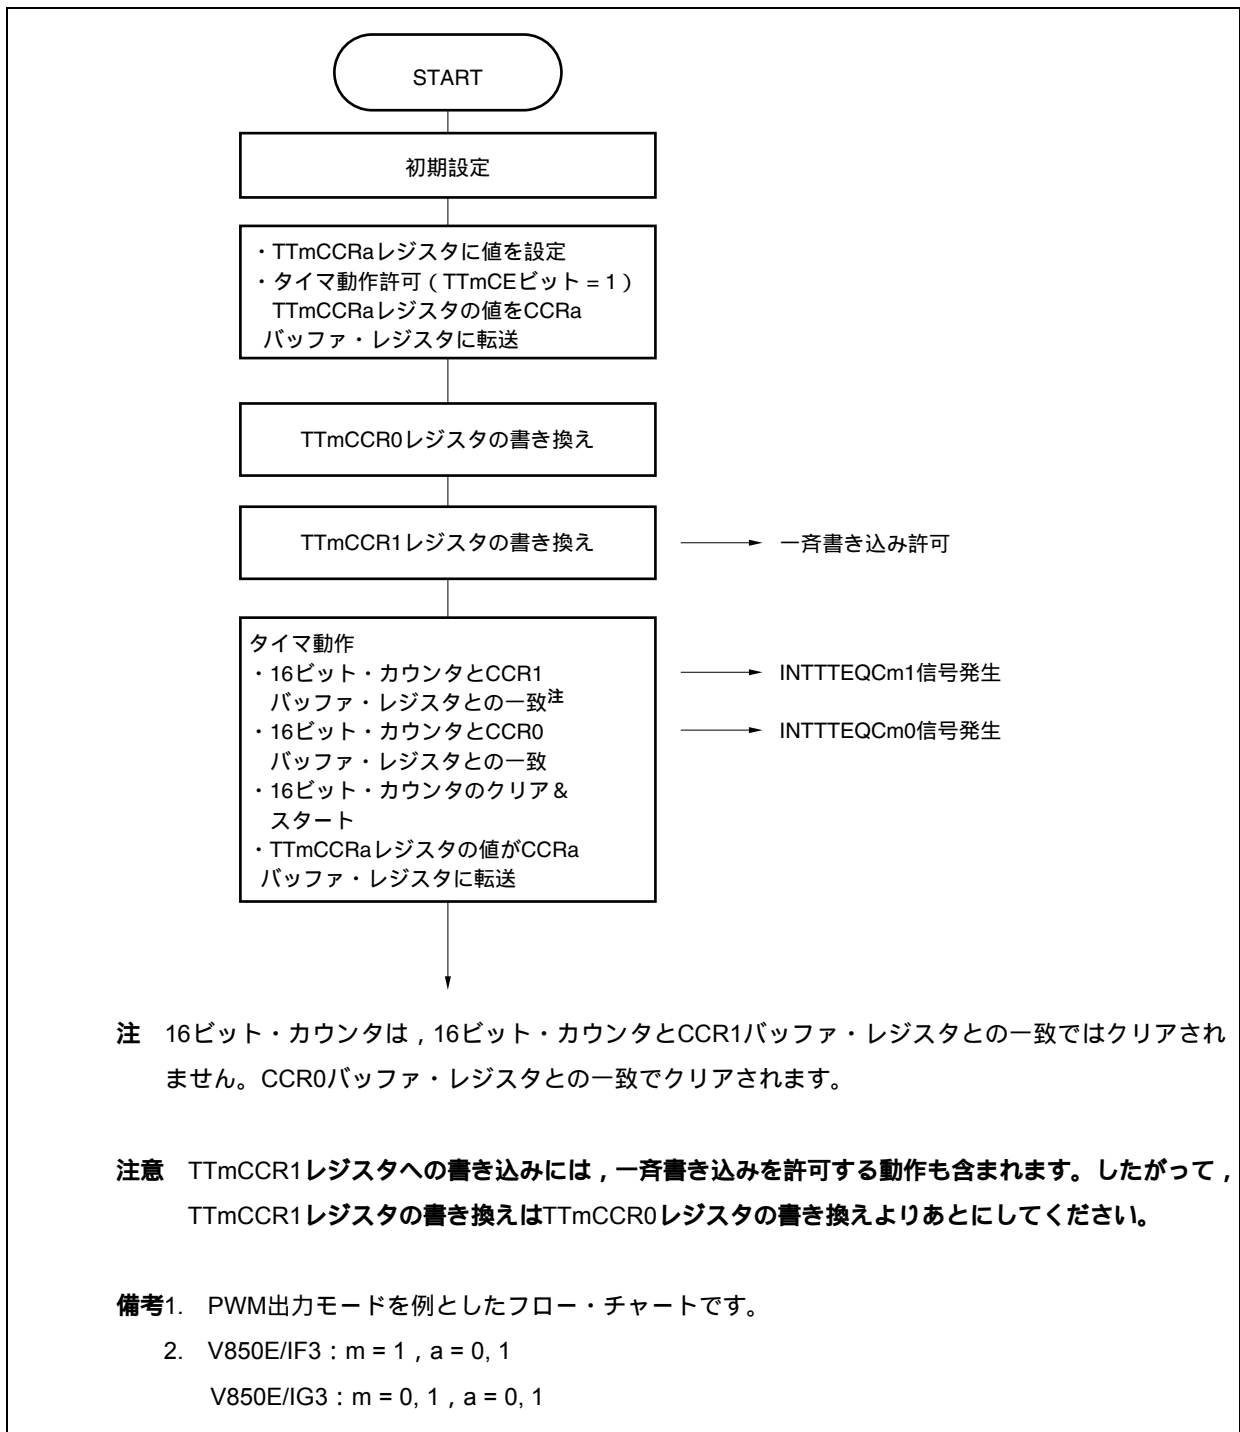 START
初期設定
・TTmCCRaレジスタに値を設定
・タイマ動作許可（TTmCEビット = 1）
TTmCCRaレジスタの値をCCRa
バッファ・レジスタに転送
TTmCCR0レジスタの書き換え
TTmCCR1レジスタの書き換え
一斉書き込み許可
タイマ動作
・16ビット・カウンタとCCR1
バッファ・レジスタとの一致注
INTTTEQCm1信号発生
・16ビット・カウンタとCCR0
バッファ・レジスタとの一致
INTTTEQCm0信号発生
・16ビット・カウンタのクリア＆
スタート
・TTmCCRaレジスタの値がCCRa
バッファ・レジスタに転送
注 16ビット・カウンタは，16ビット・カウンタとCCR1バッファ・レジスタとの一致ではクリアされ
ません。CCR0バッファ・レジスタとの一致でクリアされます。
注意 TTmCCR1レジスタへの書き込みには，一斉書き込みを許可する動作も含まれます。したがって，
TTmCCR1レジスタの書き換えはTTmCCR0レジスタの書き換えよりあとにしてください。
備考1. PWM出力モードを例としたフロー・チャートです。
2. V850E/IF3：m = 1，a = 0, 1
V850E/IG3：m = 0, 1，a = 0, 1